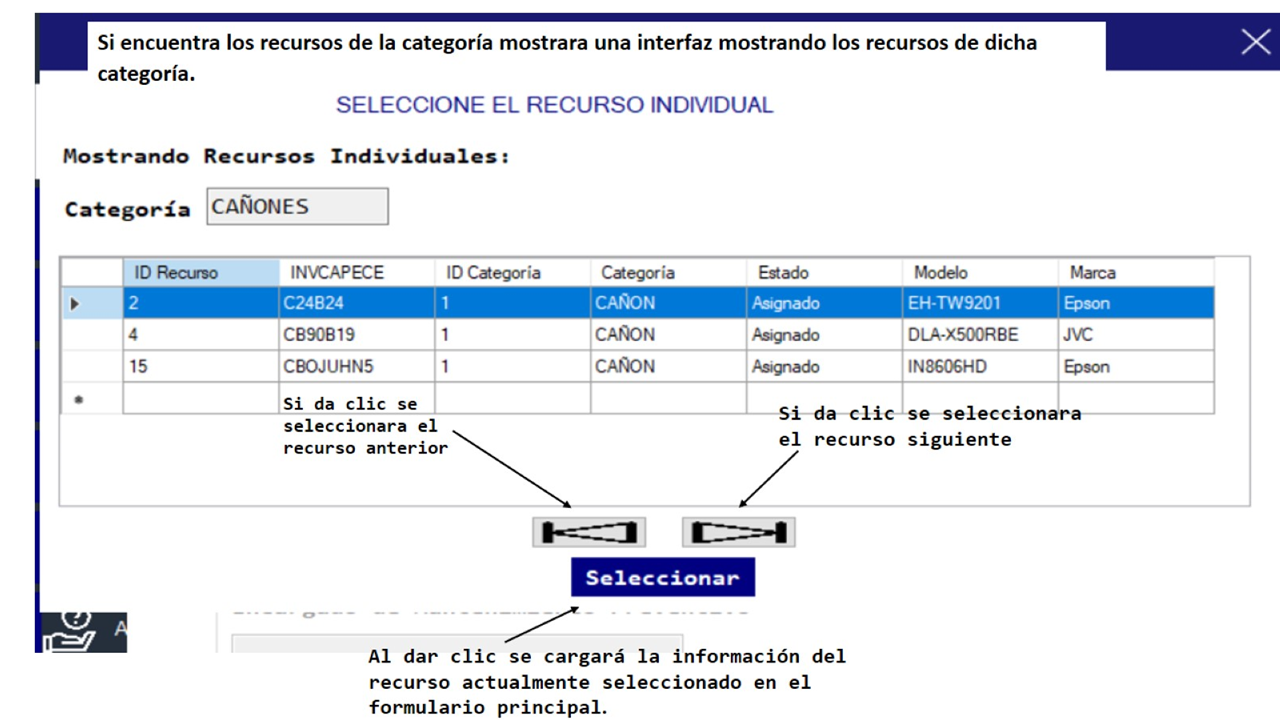 Si encuentra los recursos de la categoría mostrara una interfaz mostrando los recursos de dicha
categoría.
SELECCIONE EL RECURSO INDIVIDUAL
Mostrando Recursos Individuales:
Categoría CAÑONES
ID Recurso INVCAPECE ID Categoría Categoría Estado Modelo Marca
2 C24B24 1 CAÑON Asignado EH-TW9201 Epson
4 CB90B19 1 CAÑON Asignado DLA-X500RBE JVC
15 CBOJUHN5 1 CAÑON Asignado IN8606HD Epson
Si da clic se
seleccionara el
recurso anterior
Si da clic se seleccionara
el recurso siguiente
Seleccionar
A
Al dar clic se cargará la información del
recurso actualmente seleccionado en el
formulario principal.